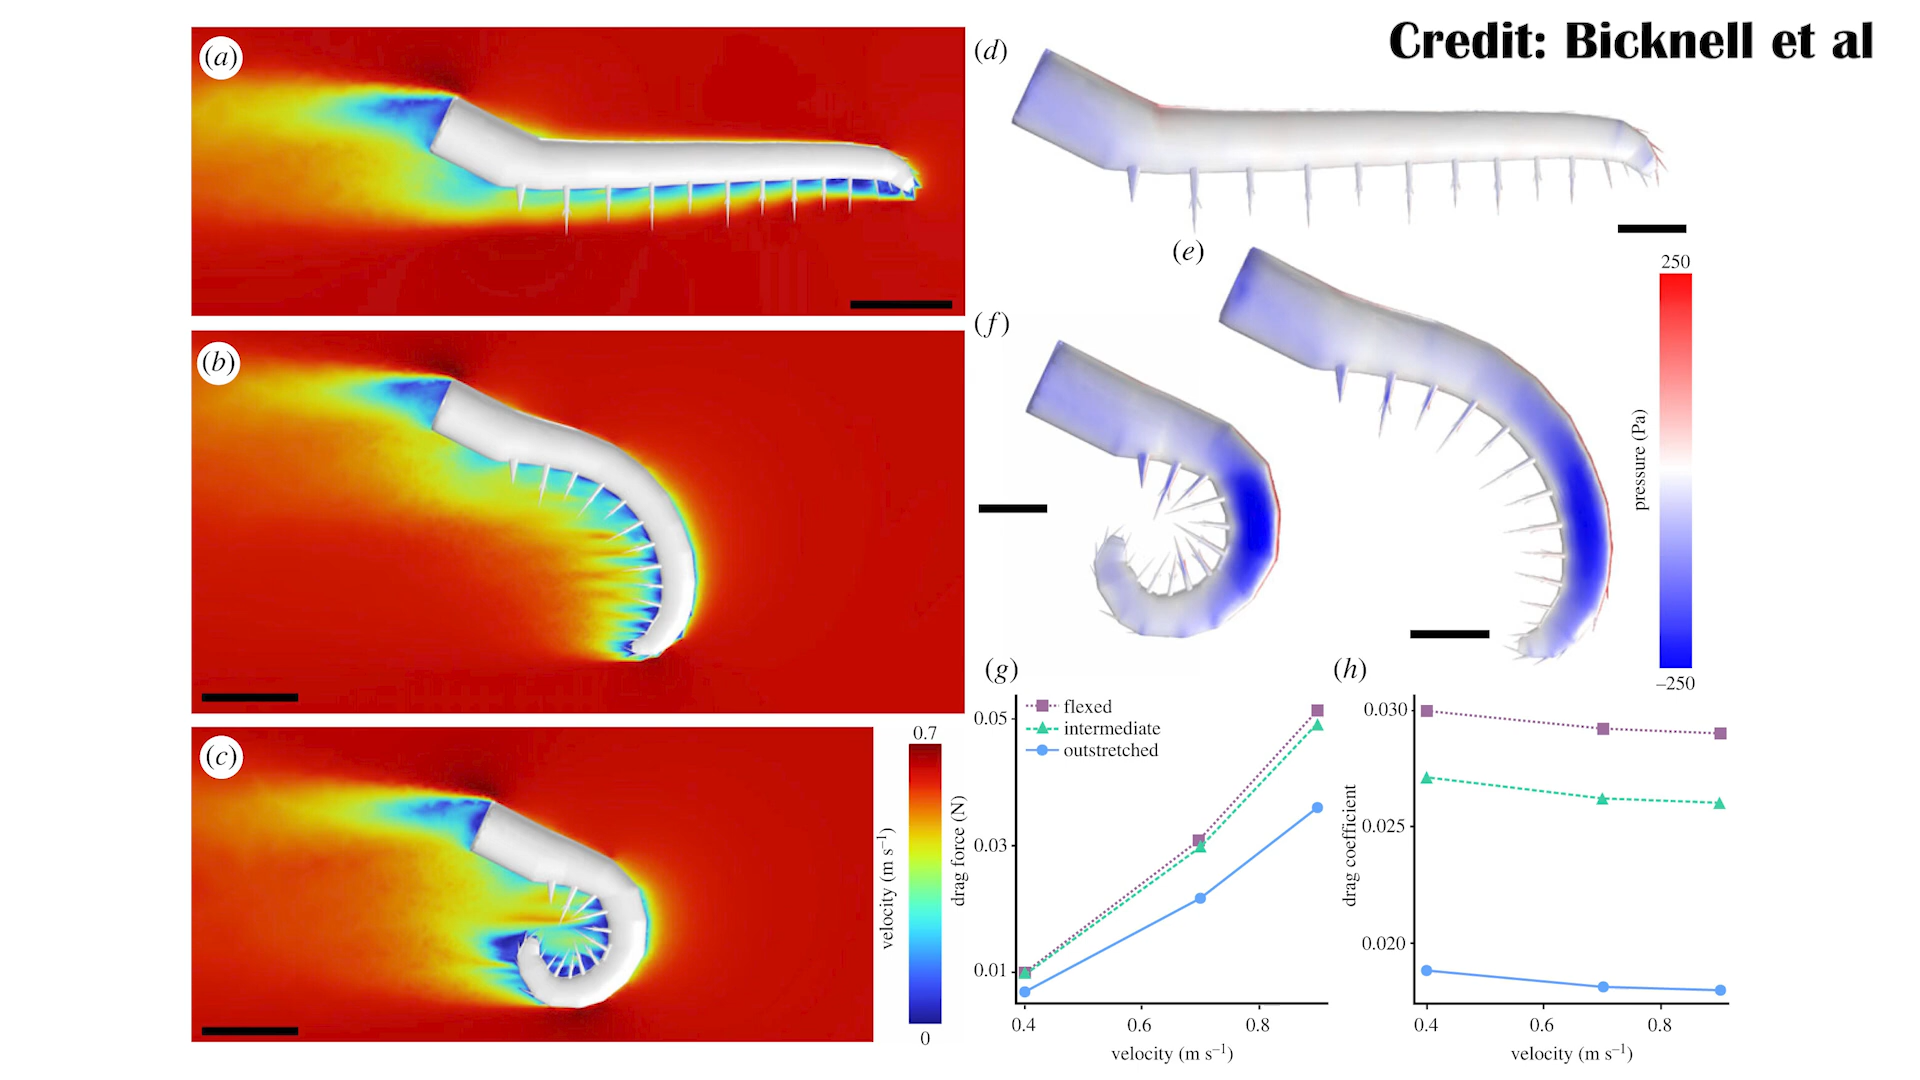 Credit: Bicknell et al
(a)
(b)
(c)
0.7
velocity (m s⁻¹)
0
(d)
(e)
(f)
250
pressure (Pa)
–250
(g)
flexed
intermediate
outstretched
0.05
0.03
0.01
drag force (N)
0.4
0.6
0.8
velocity (m s⁻¹)
(h)
0.030
0.025
0.020
drag coefficient
0.4
0.6
0.8
velocity (m s⁻¹)